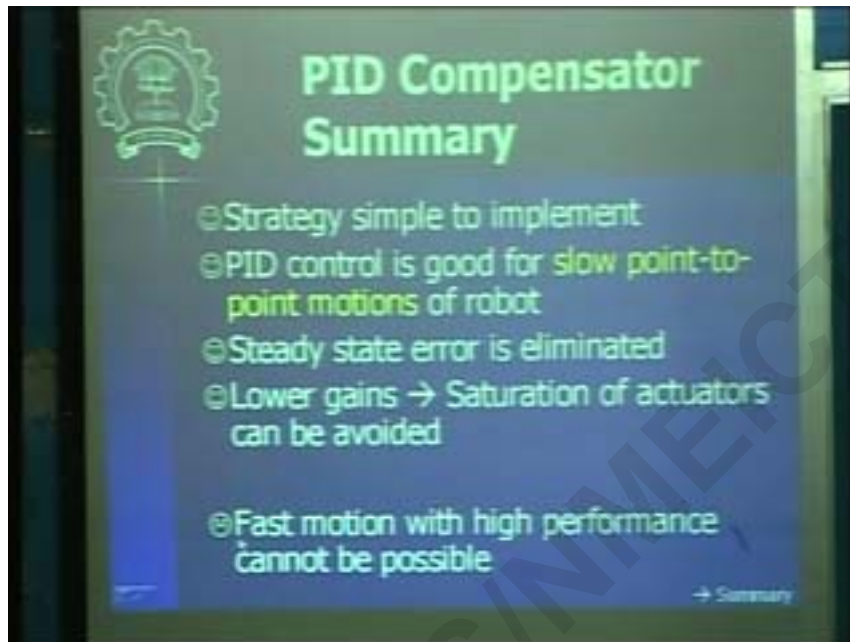 PID Compensator
Summary
☺Strategy simple to implement
☺PID control is good for slow point-to-
point motions of robot
☺Steady state error is eliminated
☺Lower gains → Saturation of actuators
can be avoided
☹Fast motion with high performance
cannot be possible
→ Summary
/NMEICT